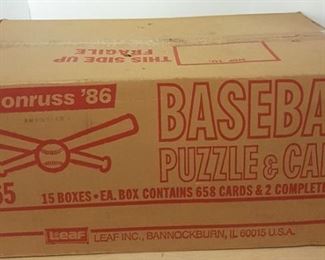 THIS SIDE UP
FRAGILE
onruss '86
BASEBA
PUZZLE & CA
65
15 BOXES • EA. BOX CONTAINS 658 CARDS & 2 COMPLETE
Leaf
LEAF INC., BANNOCKBURN, IL 60015 U.S.A.